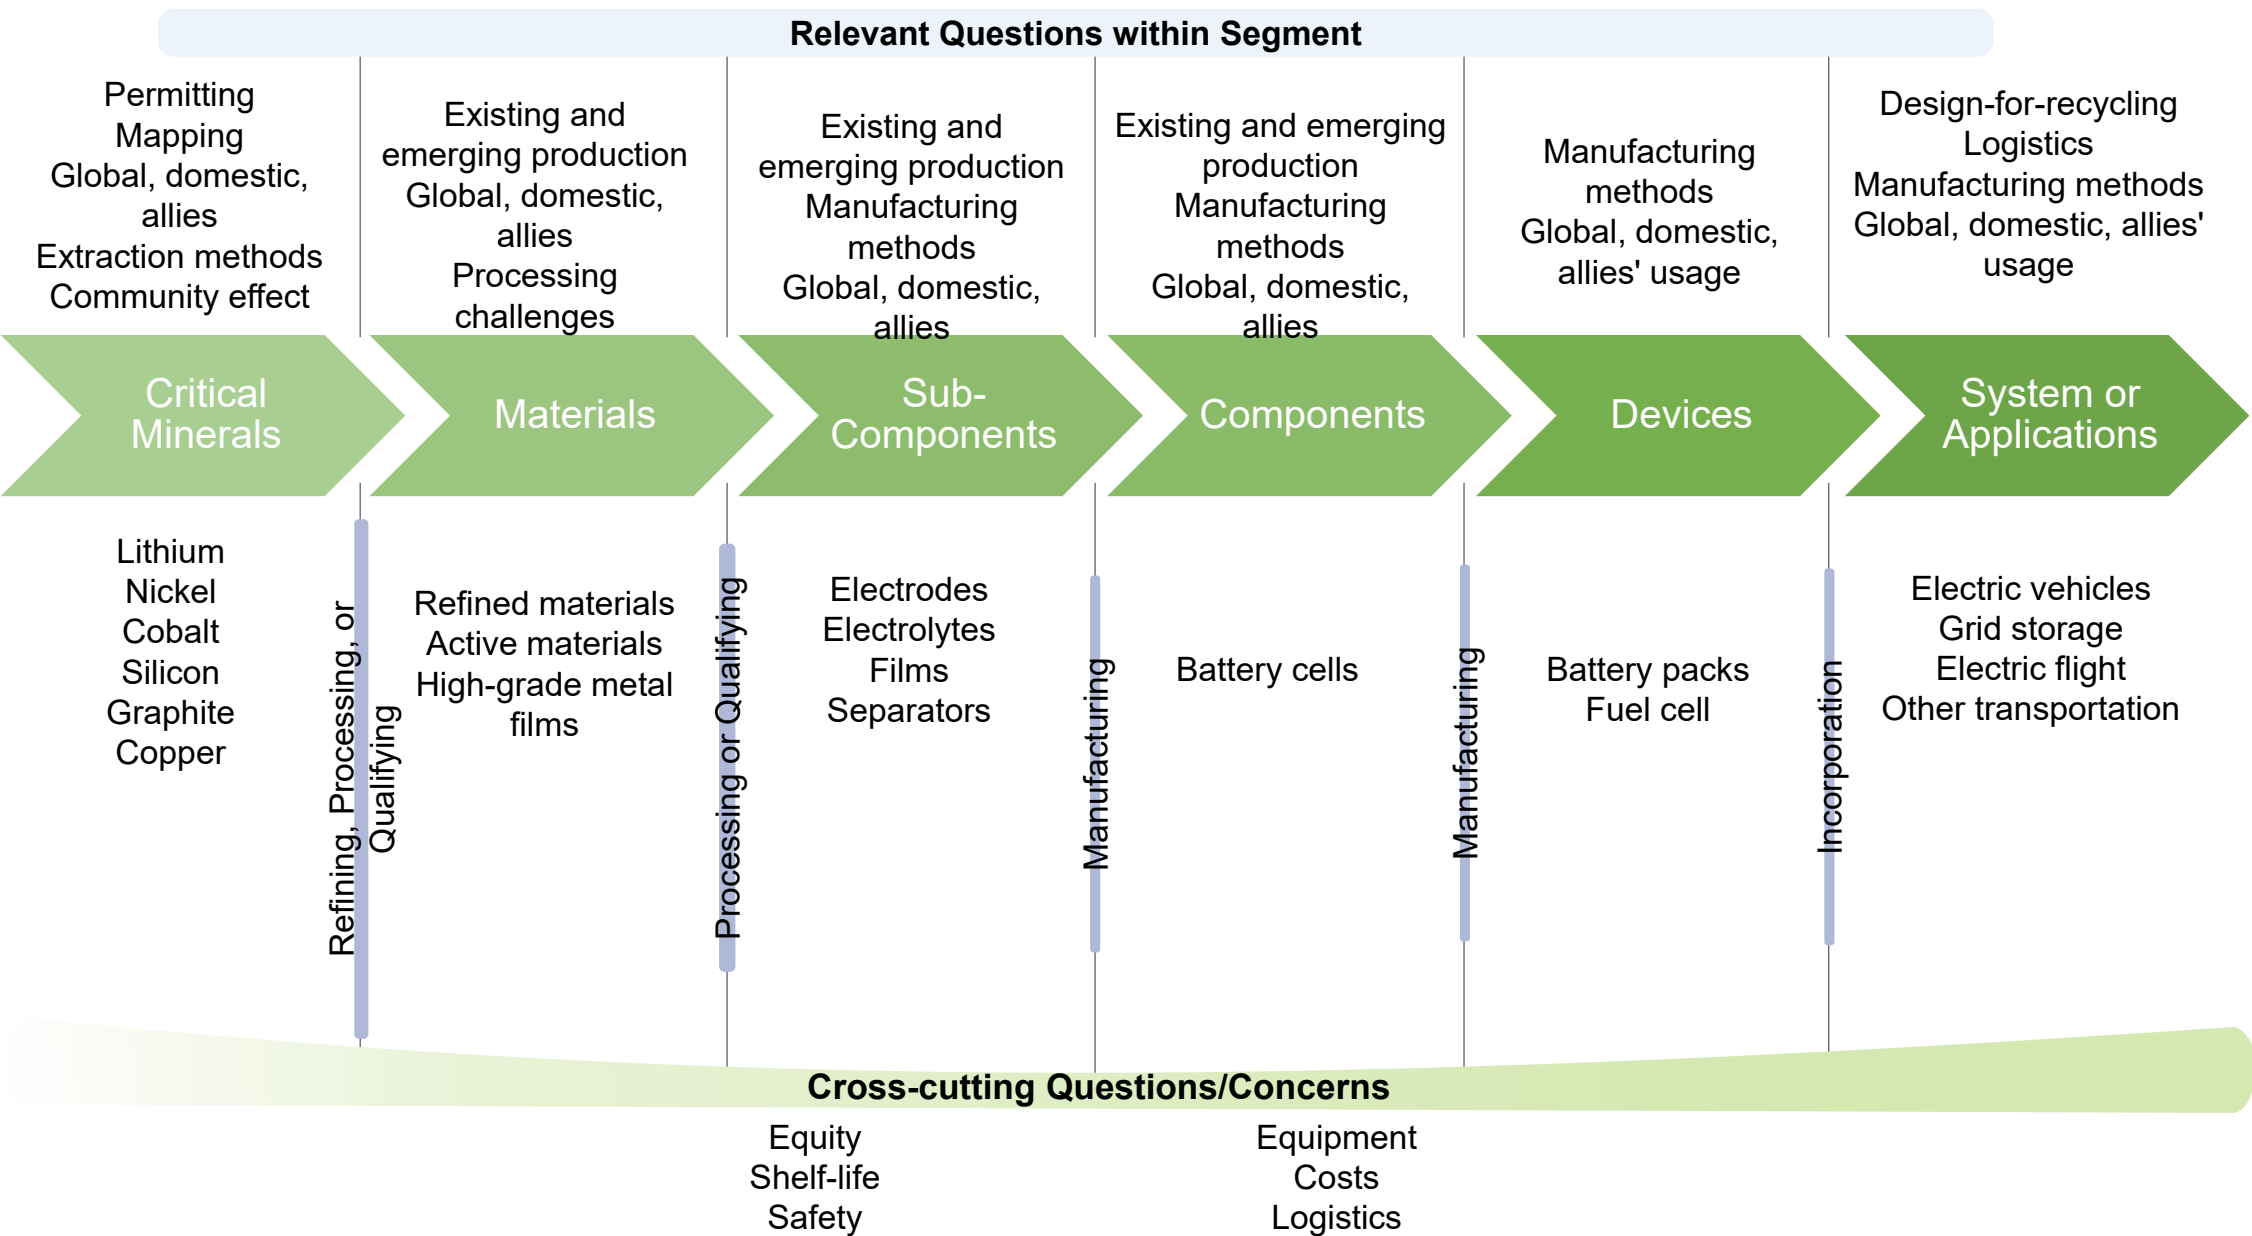 Relevant Questions within Segment
Permitting
Mapping
Global, domestic,
allies
Extraction methods
Community effect
Existing and
emerging production
Global, domestic,
allies
Processing
challenges
Existing and
emerging production
Manufacturing
methods
Global, domestic,
allies
Existing and emerging
production
Manufacturing
methods
Global, domestic,
allies
Manufacturing
methods
Global, domestic,
allies' usage
Design-for-recycling
Logistics
Manufacturing methods
Global, domestic, allies'
usage
Critical
Minerals
Materials
Sub-
Components
Components
Devices
System or
Applications
Lithium
Nickel
Cobalt
Silicon
Graphite
Copper
Refining, Processing, or
Qualifying
Refined materials
Active materials
High-grade metal
films
Processing or Qualifying
Electrodes
Electrolytes
Films
Separators
Manufacturing
Battery cells
Manufacturing
Battery packs
Fuel cell
Incorporation
Electric vehicles
Grid storage
Electric flight
Other transportation
Cross-cutting Questions/Concerns
Equity
Shelf-life
Safety
Equipment
Costs
Logistics